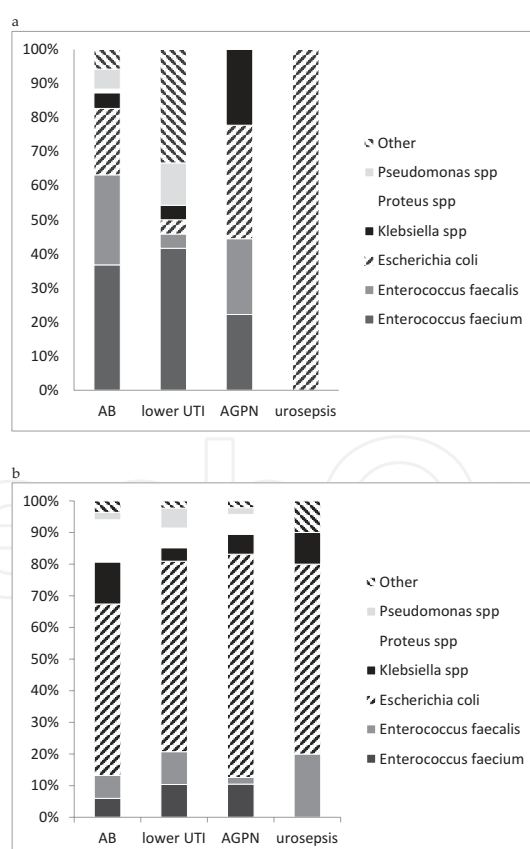 a
100%
90%
80%
70%
60%
50%
40%
30%
20%
10%
0%
AB lower UTI AGPN urosepsis
Other
Pseudomonas spp
Proteus spp
Klebsiella spp
Escherichia coli
Enterococcus faecalis
Enterococcus faecium
b
100%
90%
80%
70%
60%
50%
40%
30%
20%
10%
0%
AB lower UTI AGPN urosepsis
Other
Pseudomonas spp
Proteus spp
Klebsiella spp
Escherichia coli
Enterococcus faecalis
Enterococcus faecium